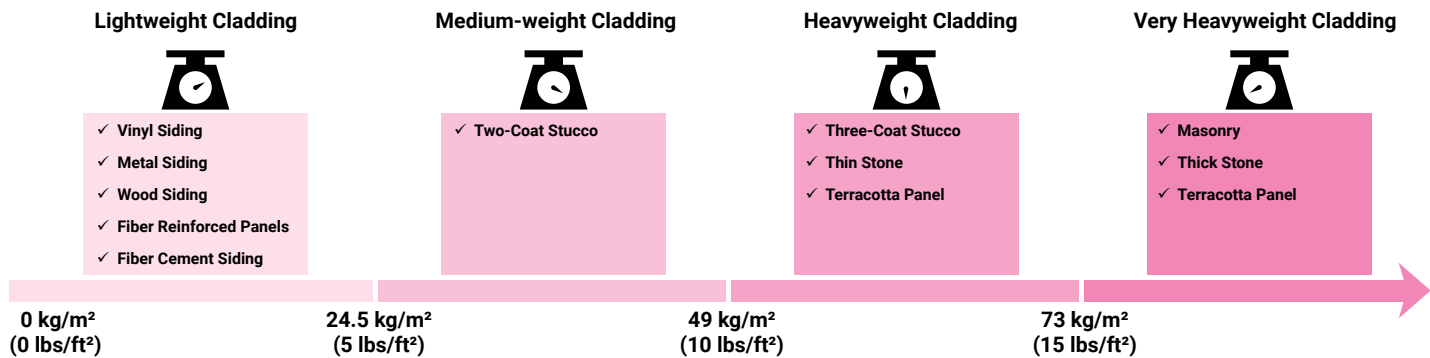 Lightweight Cladding
Vinyl Siding
Metal Siding
Wood Siding
Fiber Reinforced Panels
Fiber Cement Siding
Medium-weight Cladding
Two-Coat Stucco
Heavyweight Cladding
Three-Coat Stucco
Thin Stone
Terracotta Panel
Very Heavyweight Cladding
Masonry
Thick Stone
Terracotta Panel
0 kg/m²
(0 lbs/ft²)
24.5 kg/m²
(5 lbs/ft²)
49 kg/m²
(10 lbs/ft²)
73 kg/m²
(15 lbs/ft²)